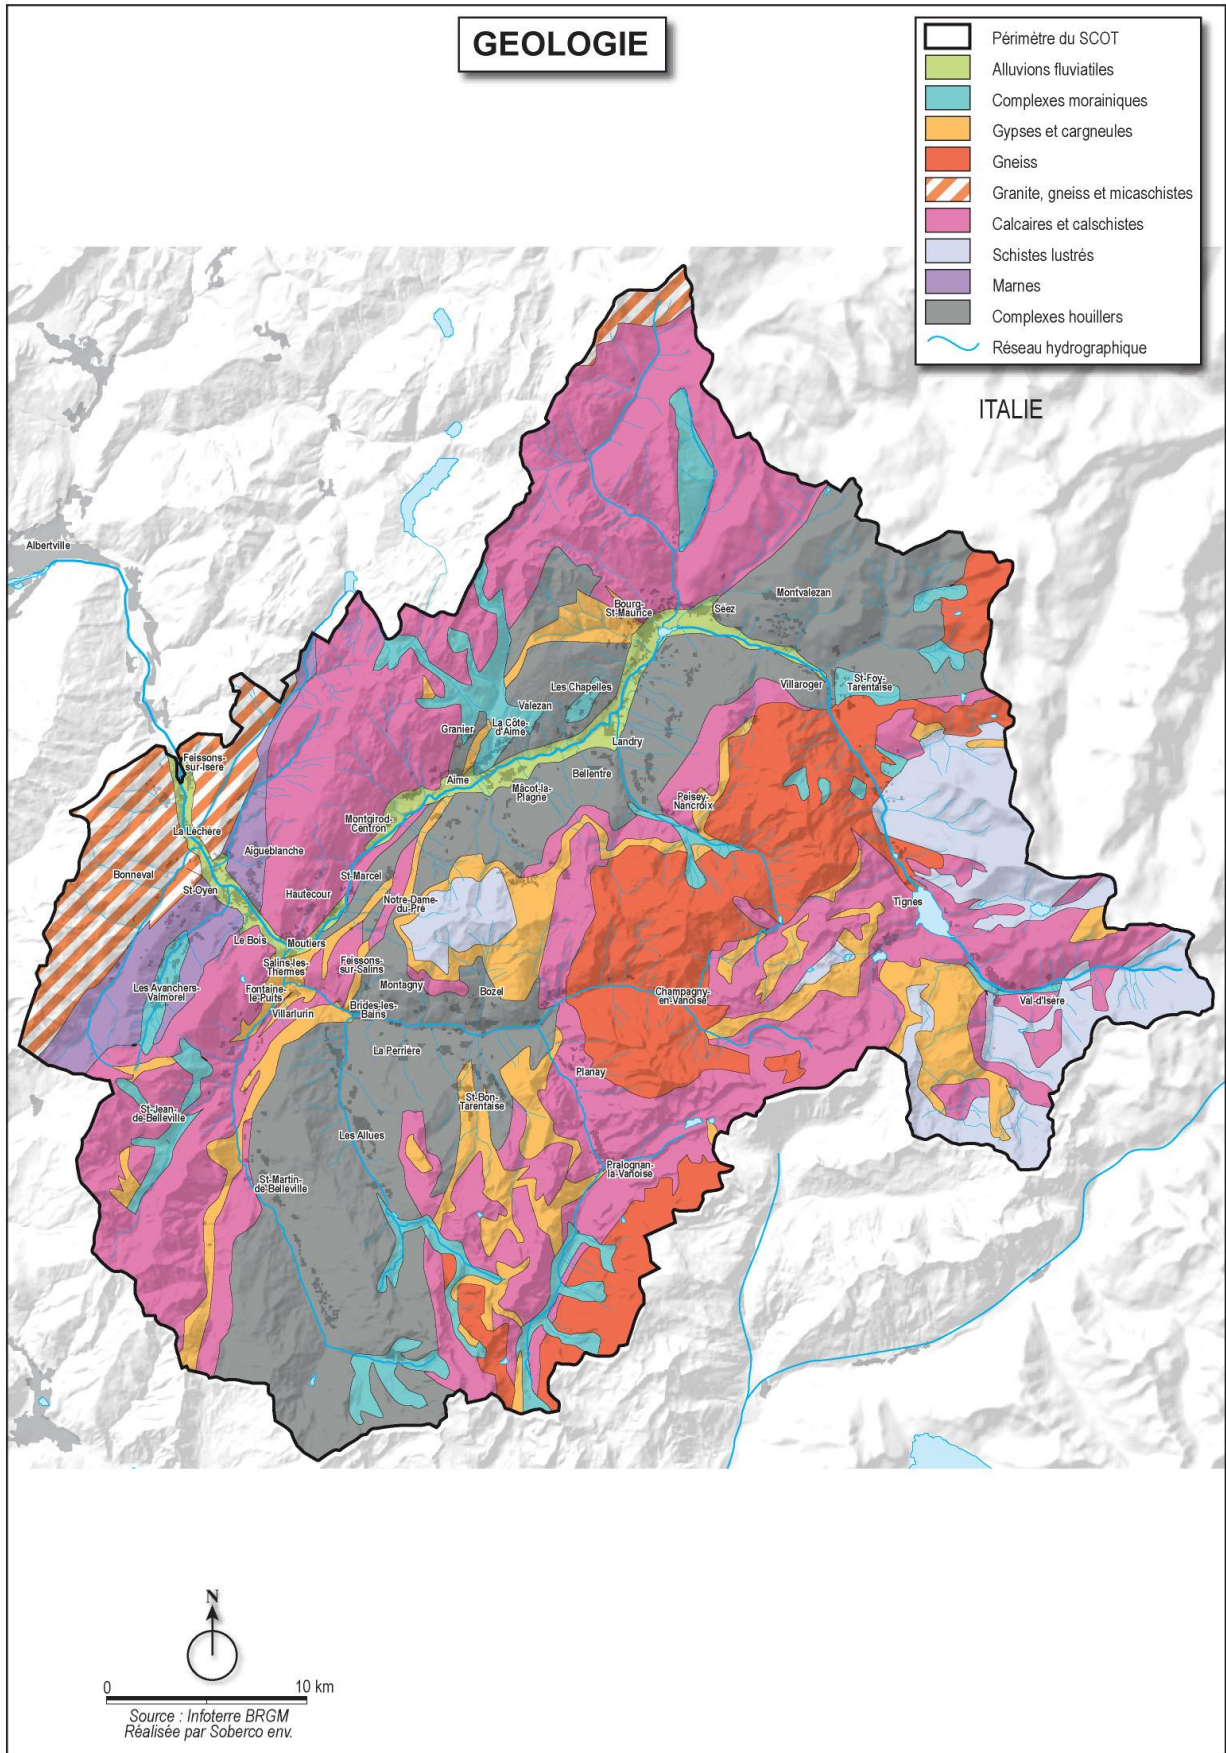 GEOLOGIE
Périmètre du SCOT
Alluvions fluviatiles
Complexes morainiques
Gypses et cargneules
Gneiss
Granite, gneiss et micaschistes
Calcaires et calschistes
Schistes lustrés
Marnes
Complexes houillers
Réseau hydrographique
ITALIE
Albertville
Bourg-
St-Maurice
Séez
Montvalezan
Les Chapelles
Valezan
Villaroger
St-Foy-
Tarentaise
Granier
La Côte-
d'Aime
Landry
Feissons-
sur-Isère
Aime
Mâcot-la-
Plagne
Bellentre
Peisey-
Nancroix
Montgirod-
Centron
La Léchère
Aigueblanche
Bonneval
St-Oyen
St-Marcel
Hautecour
Notre-Dame-
du-Pré
Tignes
Le Bois
Moutiers
Salins-les-
Thermes
Feissons-
sur-Salins
Les Avanchers-
Valmorel
Fontaine-
le-Puits
Montagny
Bozel
Champagny-
en-Vanoise
Val-d'Isère
Villarlurin
Brides-les-
Bains
La Perrière
Planay
St-Bon-
Tarentaise
St-Jean-
de-Belleville
Les Allues
Pralognan-
la-Vanoise
St-Martin-
de-Belleville
N
0 10 km
Source : Infoterre BRGM
Réalisée par Soberco env.